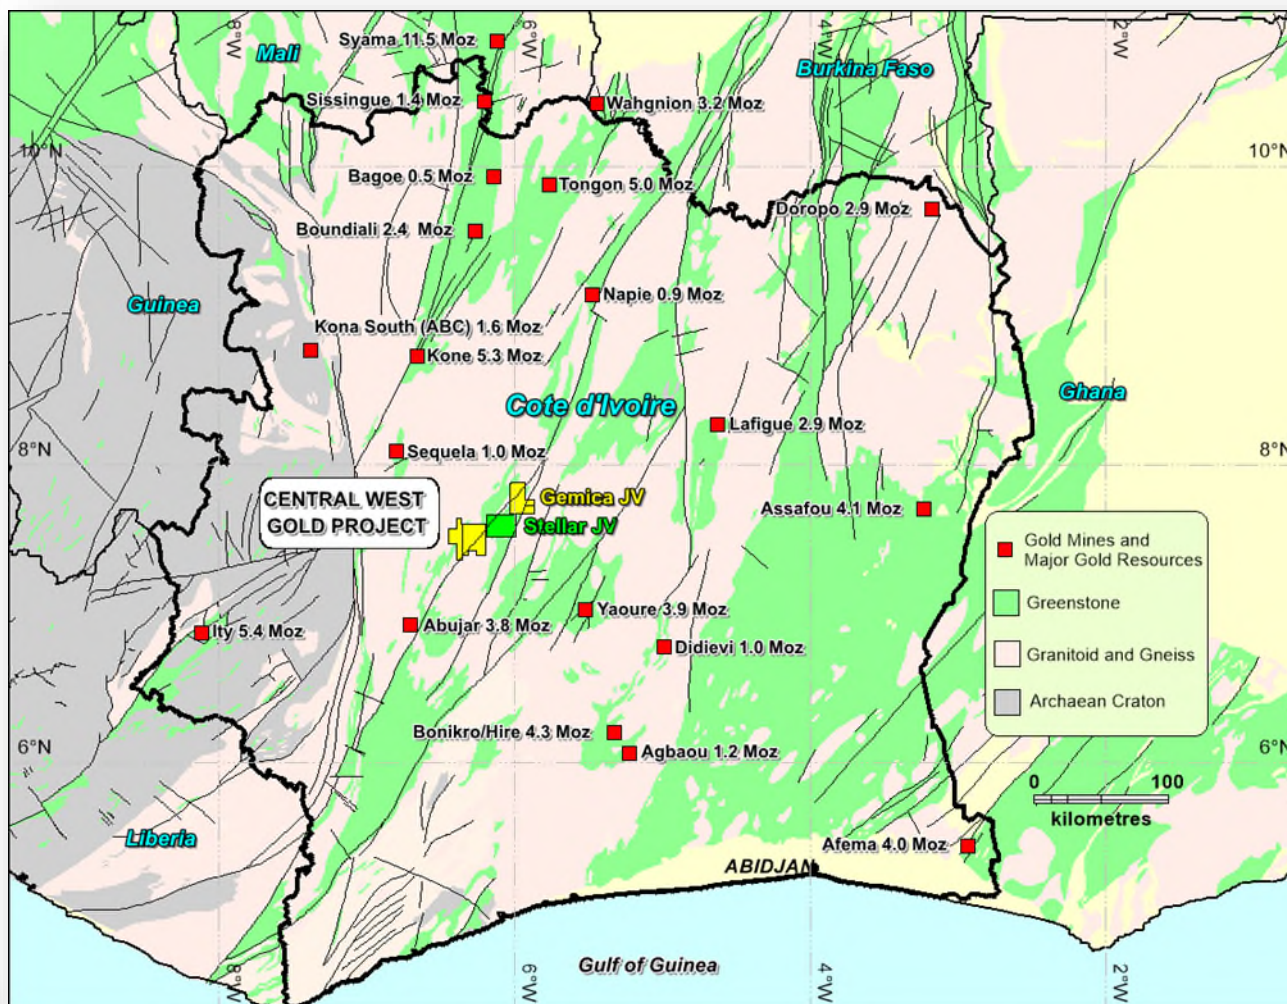 8°W
6°W
4°W
2°W
Syama 11.5 Moz
Mali
Burkina Faso
Sissingue 1.4 Moz
Wahgnion 3.2 Moz
10°N
10°N
Bagoe 0.5 Moz
Tongon 5.0 Moz
Doropo 2.9 Moz
Boundiali 2.4 Moz
Guinea
Napie 0.9 Moz
Kona South (ABC) 1.6 Moz
Kone 5.3 Moz
Cote d'Ivoire
Ghana
Lafigue 2.9 Moz
8°N
8°N
Sequela 1.0 Moz
CENTRAL WEST
GOLD PROJECT
Gemica JV
Stellar JV
Assafou 4.1 Moz
Gold Mines and
Major Gold Resources
Greenstone
Granitoid and Gneiss
Archaean Craton
Yaoure 3.9 Moz
Abujar 3.8 Moz
Ity 5.4 Moz
Didievi 1.0 Moz
Bonikro/Hire 4.3 Moz
Agbaou 1.2 Moz
6°N
6°N
0 100
kilometres
Liberia
Afema 4.0 Moz
ABIDJAN
Gulf of Guinea
8°W
6°W
4°W
2°W